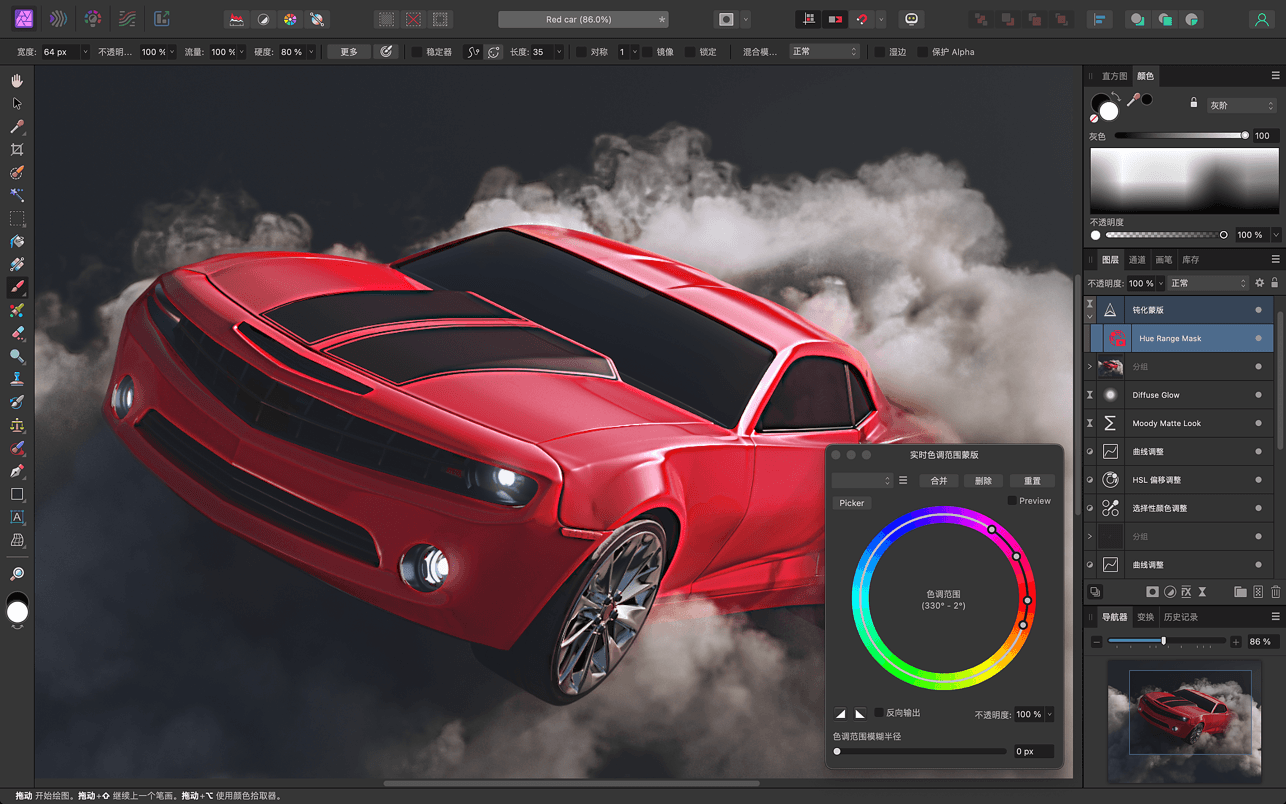 Red car (86.0%)
宽度: 64 px 不透明... 100 % 流量: 100 % 硬度: 80 % 更多 稳定器 长度: 35 对称 1 镜像 锁定 混合模... 正常 湿边 保护 Alpha
直方图 颜色
灰阶
灰色 100
不透明度
100 %
图层 通道 画笔 库存
不透明度: 100 % 正常
钝化蒙版
Hue Range Mask
分组
Diffuse Glow
Moody Matte Look
曲线调整
HSL 偏移调整
选择性颜色调整
分组
曲线调整
导航器 变换 历史记录
86 %
实时色调范围蒙版
合并 删除 重置
Picker Preview
色调范围
(330° - 2°)
反向输出 不透明度: 100 %
色调范围模糊半径
0 px
拖动 开始绘图。拖动+⇧ 继续上一个笔画。拖动+⌥ 使用颜色拾取器。